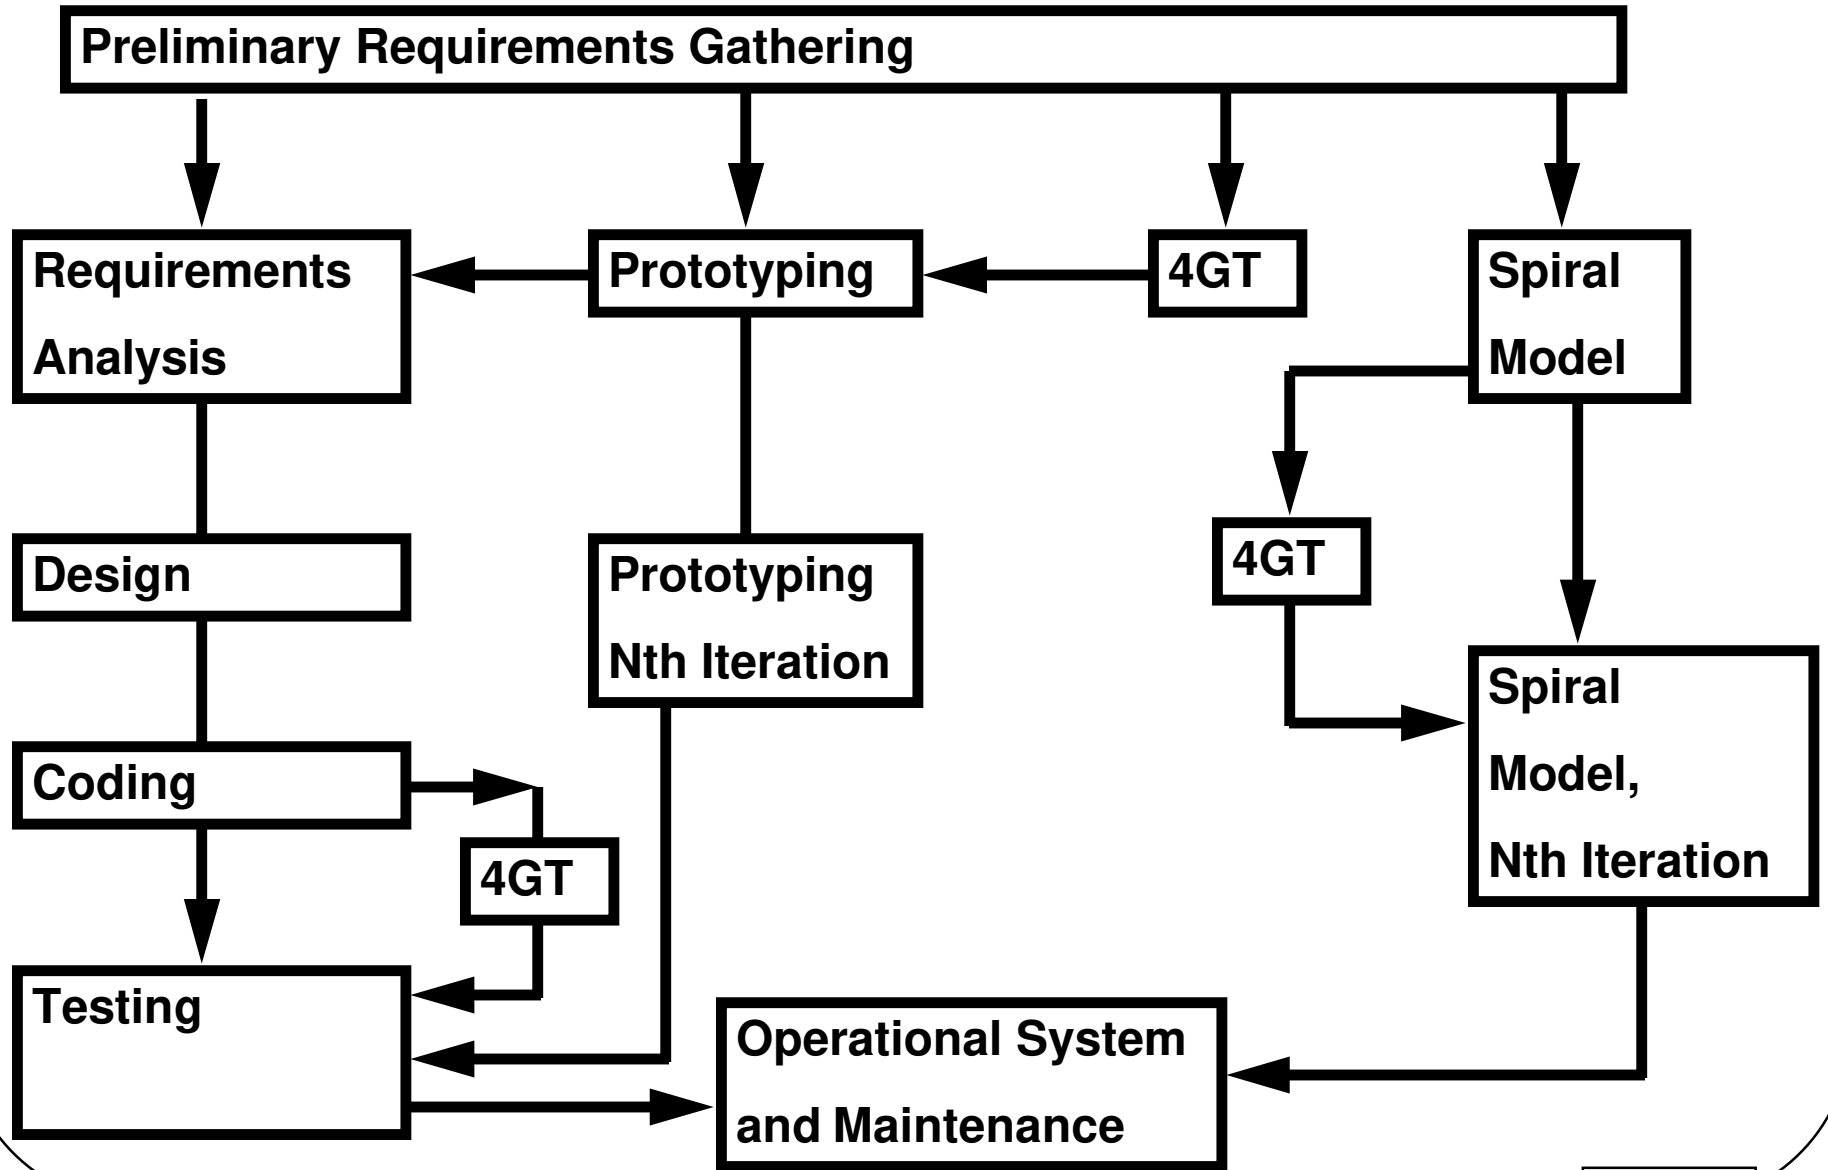 Preliminary Requirements Gathering
Requirements
Analysis
Prototyping
4GT
Spiral
Model
Design
Prototyping
Nth Iteration
4GT
Spiral
Model,
Nth Iteration
Coding
4GT
Testing
Operational System
and Maintenance